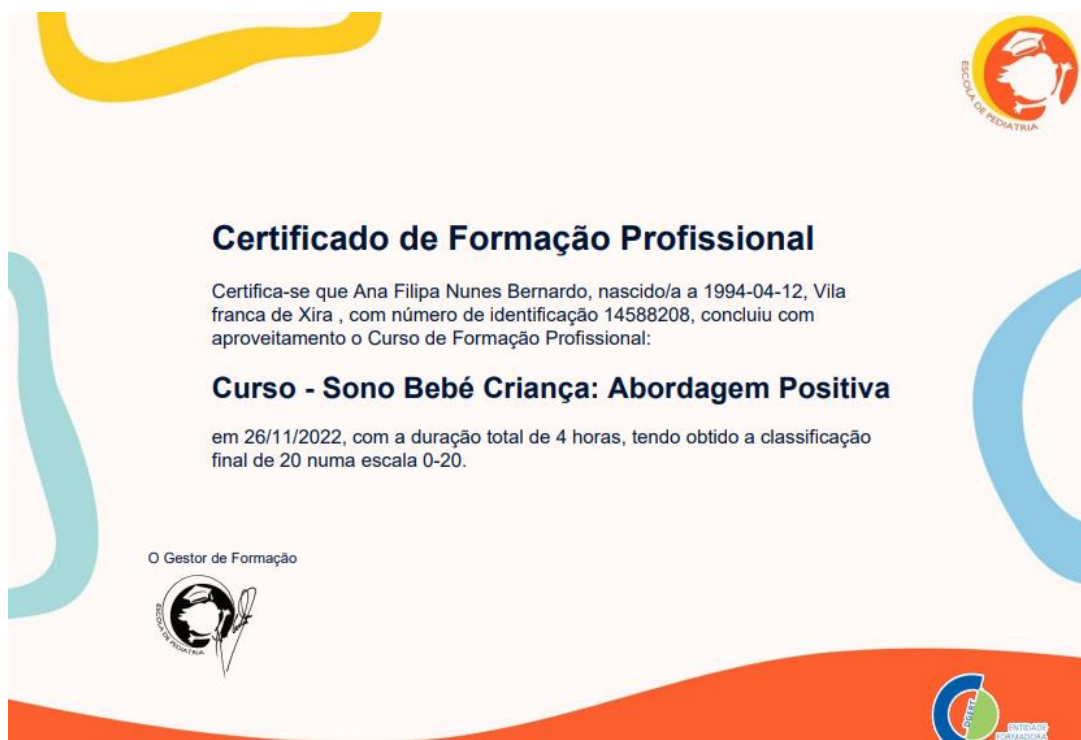 ESCOLA DE PEDIATRIA
Certificado de Formação Profissional
Certifica-se que Ana Filipa Nunes Bernardo, nascido/a a 1994-04-12, Vila
franca de Xira , com número de identificação 14588208, concluiu com
aproveitamento o Curso de Formação Profissional:
Curso - Sono Bebé Criança: Abordagem Positiva
em 26/11/2022, com a duração total de 4 horas, tendo obtido a classificação
final de 20 numa escala 0-20.
O Gestor de Formação
ESCOLA DE PEDIATRIA
DGERT
ENTIDADE
FORMADORA